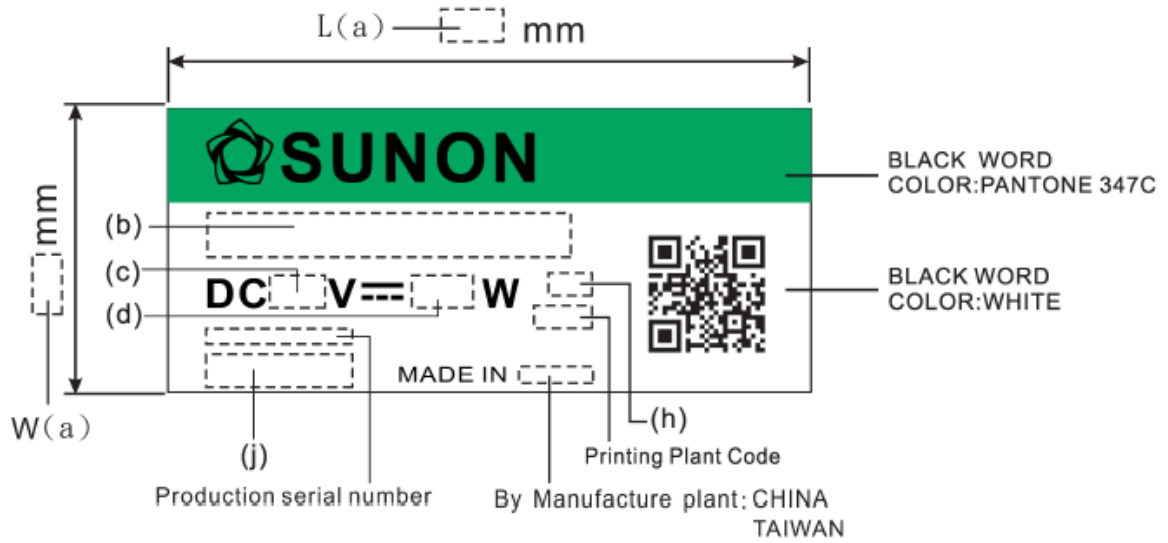 L(a) mm
mm
W(a)
SUNON
BLACK WORD
COLOR:PANTONE 347C
(b)
(c)
DC V W
(d)
BLACK WORD
COLOR:WHITE
MADE IN
(h)
Printing Plant Code
(j)
Production serial number
By Manufacture plant: CHINA
TAIWAN